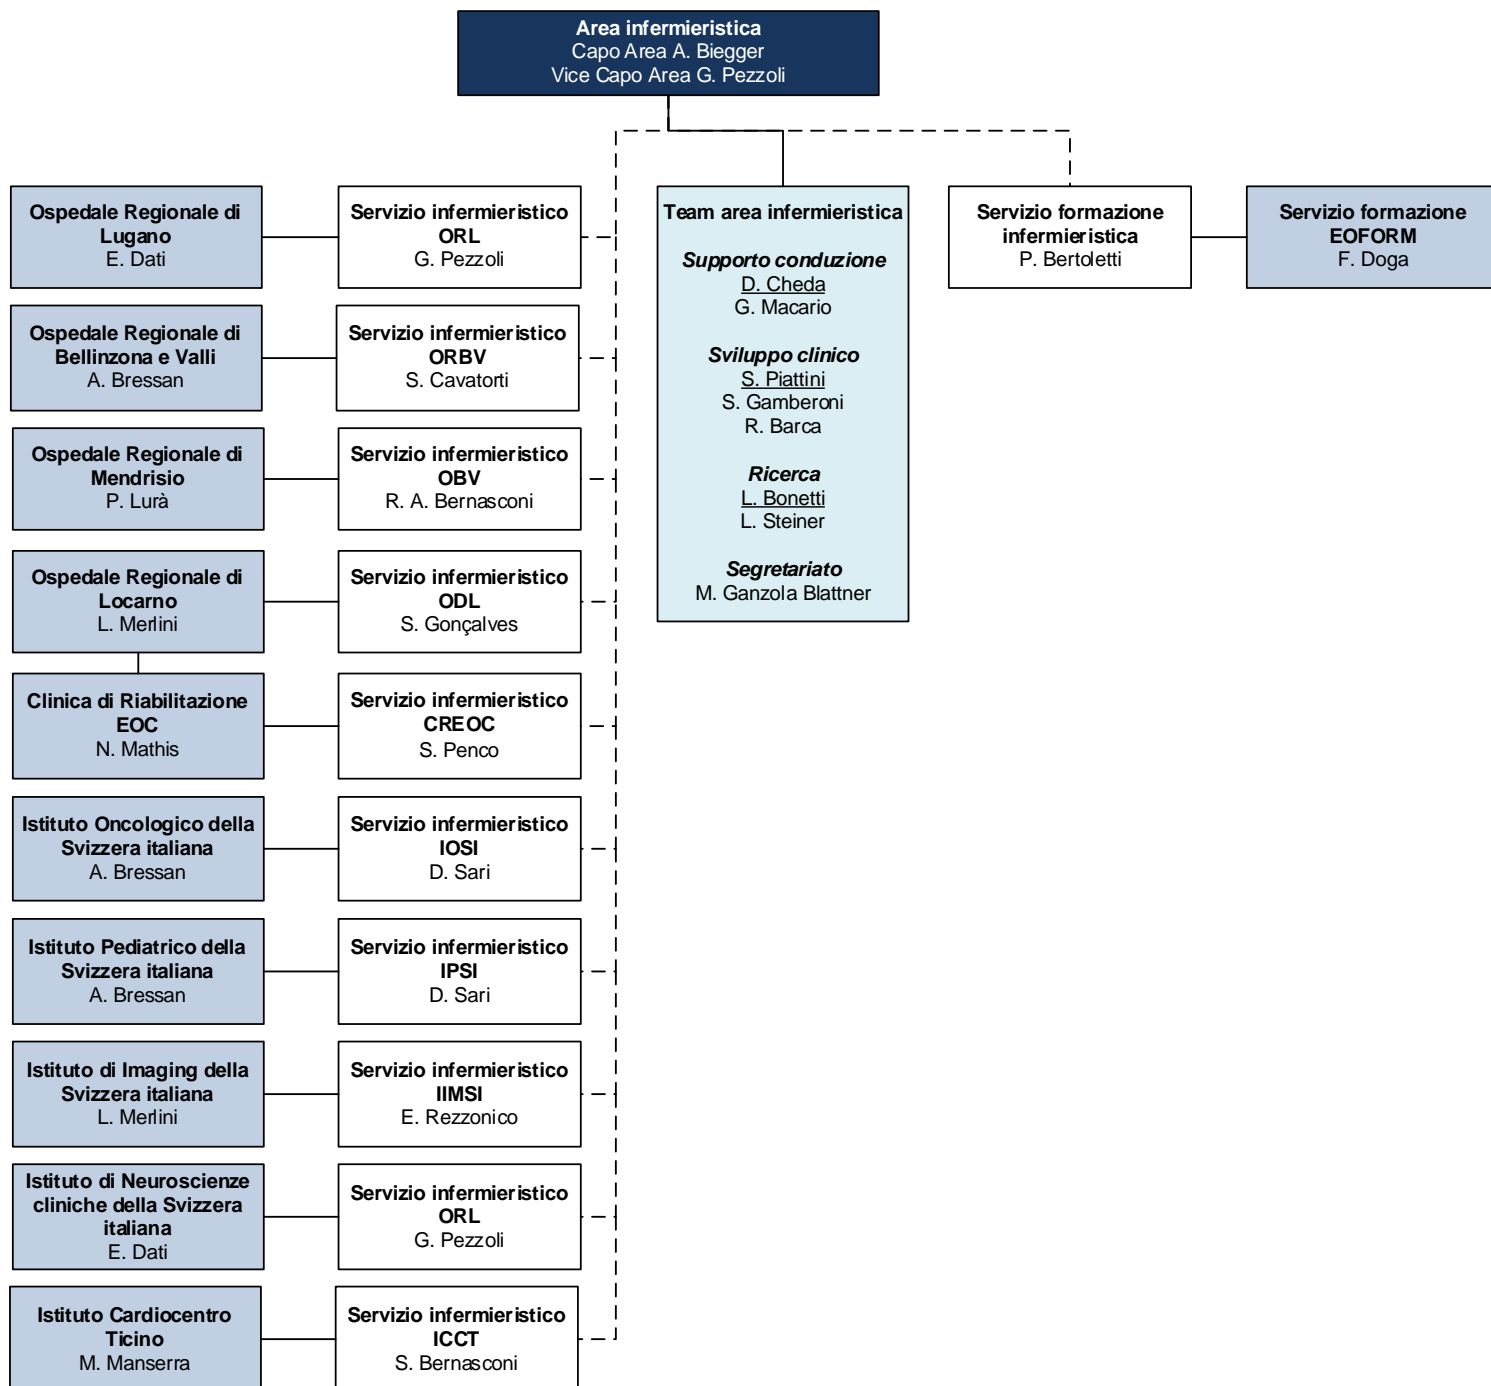 Area infermieristica
Capo Area A. Biegger
Vice Capo Area G. Pezzoli
Ospedale Regionale di
Lugano
E. Dati
Servizio infermieristico
ORL
G. Pezzoli
Team area infermieristica
Supporto conduzione
D. Cheda
G. Macario
Sviluppo clinico
S. Piattini
S. Gamberoni
R. Barca
Ricerca
L. Bonetti
L. Steiner
Segretariato
M. Ganzola Blattner
Servizio formazione
infermieristica
P. Bertoletti
Servizio formazione
EOFORM
F. Doga
Ospedale Regionale di
Bellinzona e Valli
A. Bressan
Servizio infermieristico
ORBV
S. Cavatorti
Ospedale Regionale di
Mendrisio
P. Lurà
Servizio infermieristico
OBV
R. A. Bernasconi
Ospedale Regionale di
Locarno
L. Merlini
Servizio infermieristico
ODL
S. Gonçalves
Clinica di Riabilitazione
EOC
N. Mathis
Servizio infermieristico
CREOC
S. Penco
Istituto Oncologico della
Svizzera italiana
A. Bressan
Servizio infermieristico
IOSI
D. Sari
Istituto Pediatrico della
Svizzera italiana
A. Bressan
Servizio infermieristico
IPSI
D. Sari
Istituto di Imaging della
Svizzera italiana
L. Merlini
Servizio infermieristico
IIMSI
E. Rezzonico
Istituto di Neuroscienze
cliniche della Svizzera
italiana
E. Dati
Servizio infermieristico
ORL
G. Pezzoli
Istituto Cardiocentro
Ticino
M. Manserra
Servizio infermieristico
ICCT
S. Bernasconi